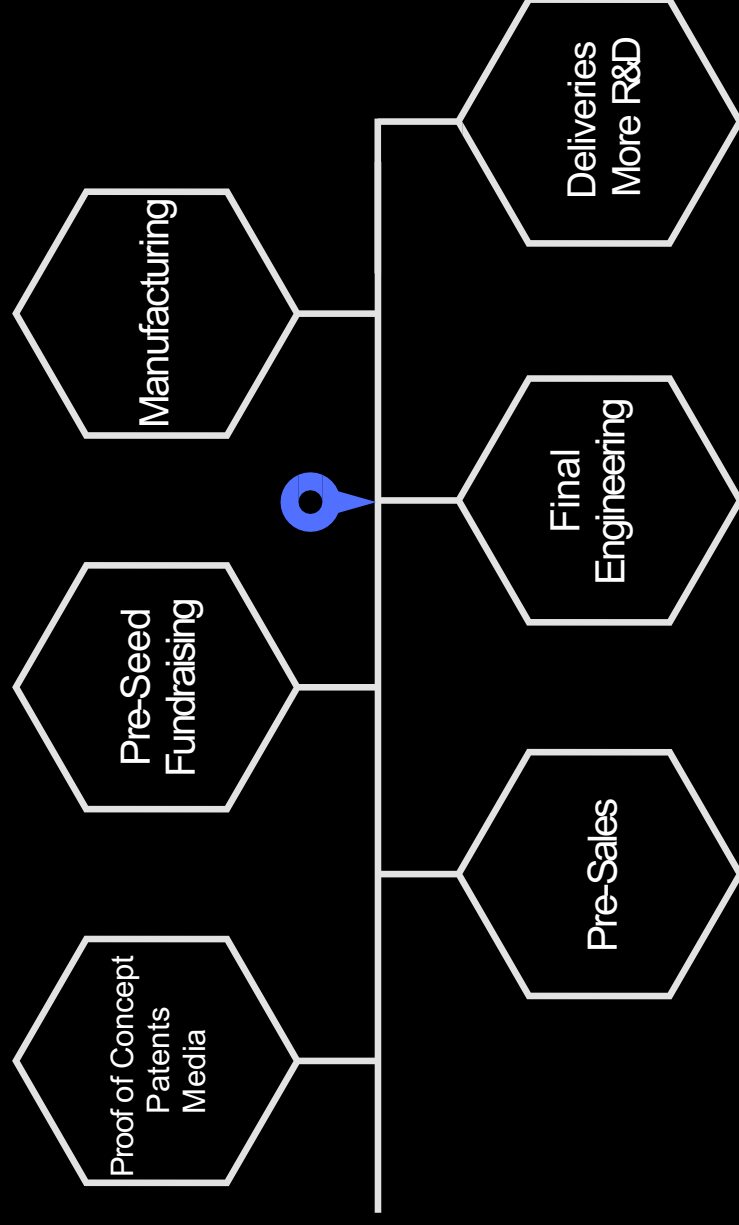 Proof of Concept
Patents
Media
Pre-Sales
Pre-Seed
Fundraising
Final
Engineering
Manufacturing
Deliveries
More R&D